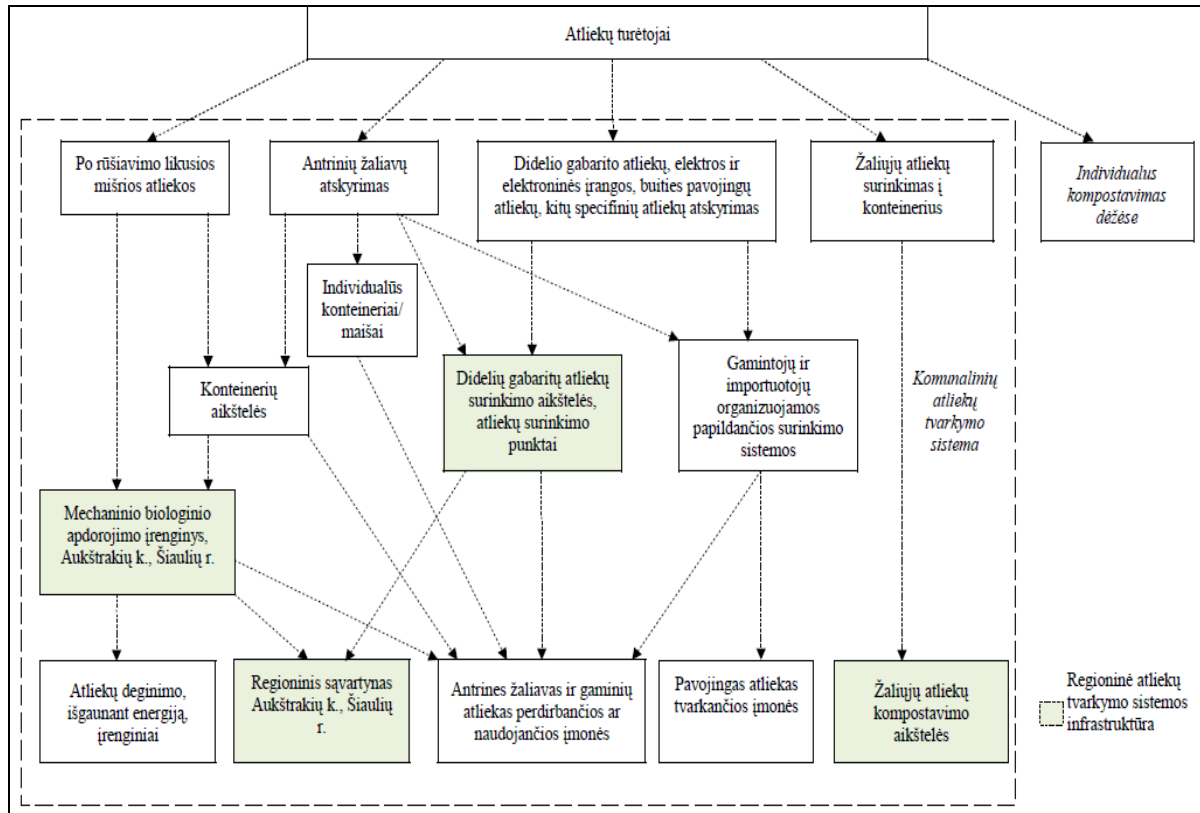 Atliekų turėtojai
Po rūšiavimo likusios
mišrios atliekos
Antrinių žaliavų
atskyrimas
Didelio gabarito atliekų, elektros ir
elektroninės įrangos, buities pavojingų
atliekų, kitų specifinių atliekų atskyrimas
Žaliųjų atliekų
surinkimas į
konteinerius
Individualus
kompostavimas
dėžėse
Individualūs
konteineriai/
maišai
Konteinerių
aikštelės
Didelių gabaritų atliekų
surinkimo aikštelės,
atliekų surinkimo
punktai
Gamintojų ir
importuotojų
organizuojamos
papildančios surinkimo
sistemos
Komunalinių
atliekų
tvarkymo
sistema
Mechaninio biologinio
apdorojimo įrenginys,
Aukštrakių k., Šiaulių r.
Atliekų deginimo,
išgaunant energiją,
įrenginiai
Regioninis sąvartynas
Aukštrakių k., Šiaulių
r.
Antrines žaliavas ir gaminių
atliekas perdirbančios ar
naudojančios įmonės
Pavojingas atliekas
tvarkančios įmonės
Žaliųjų atliekų
kompostavimo
aikštelės
Regioninė atliekų
tvarkymo sistemos
infrastruktūra